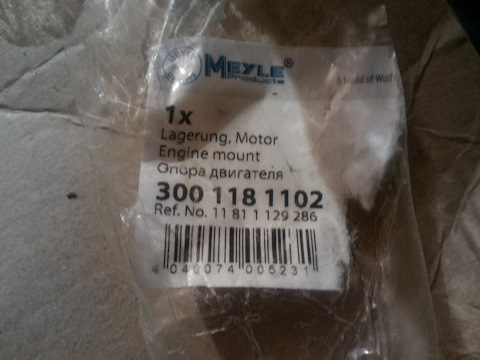 MEYLE®
Products
A brand of Wulf
1x
Lagerung, Motor
Engine mount
Опора двигателя
300 118 1102
Ref. No. 11 81 1 129 286
4 040074 005231